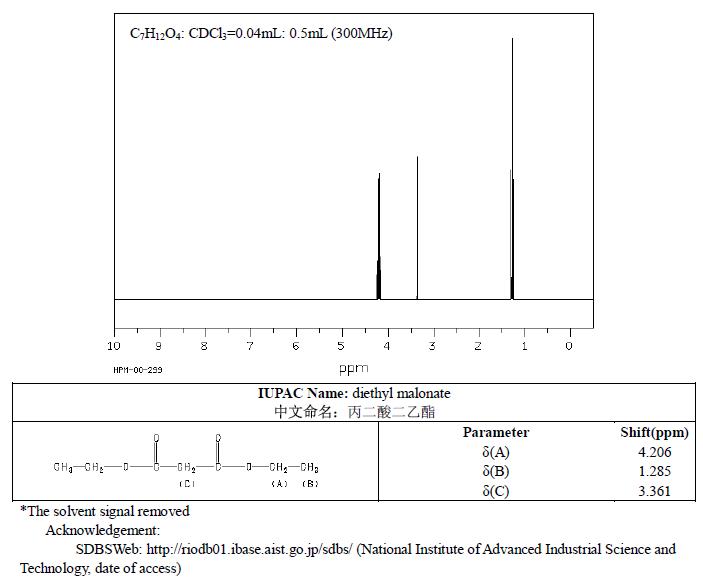 C₇H₁₂O₄: CDCl₃=0.04mL: 0.5mL (300MHz)
10 9 8 7 6 5 4 3 2 1 0
HPM-00-299
ppm
IUPAC Name: diethyl malonate
中文命名：丙二酸二乙酯
O O
CH₃—CH₂—O—C—CH₂—C—O—CH₂—CH₃
(C) (A) (B)
Parameter Shift(ppm)
δ(A) 4.206
δ(B) 1.285
δ(C) 3.361
*The solvent signal removed
Acknowledgement:
SDBSWeb: http://riodb01.ibase.aist.go.jp/sdbs/ (National Institute of Advanced Industrial Science and
Technology, date of access)